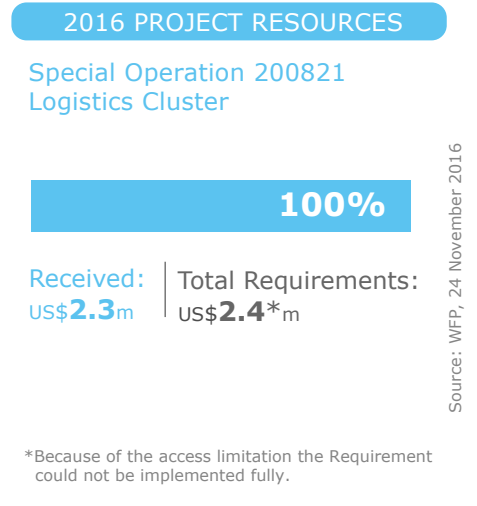 2016 PROJECT RESOURCES
Special Operation 200821
Logistics Cluster
100%
Received:
US$2.3m
Total Requirements:
US$2.4*m
Source: WFP, 24 November 2016
*Because of the access limitation the Requirement
could not be implemented fully.